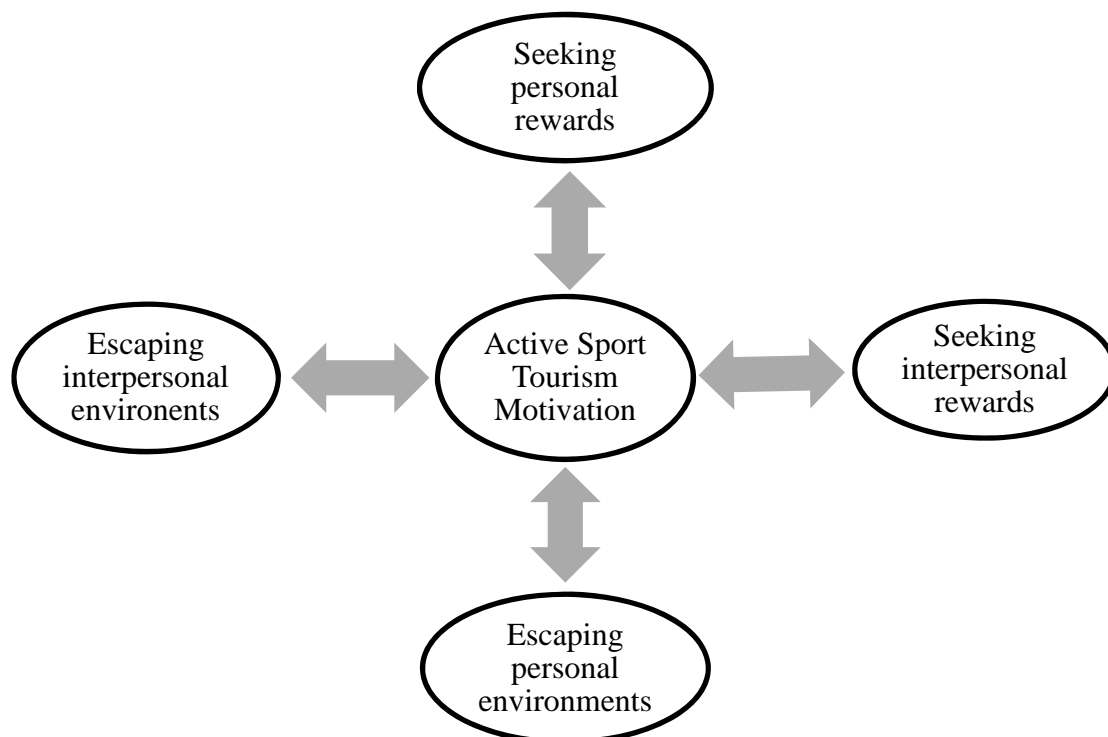 Seeking
personal
rewards
Escaping
interpersonal
environents
Active Sport
Tourism
Motivation
Seeking
interpersonal
rewards
Escaping
personal
environments